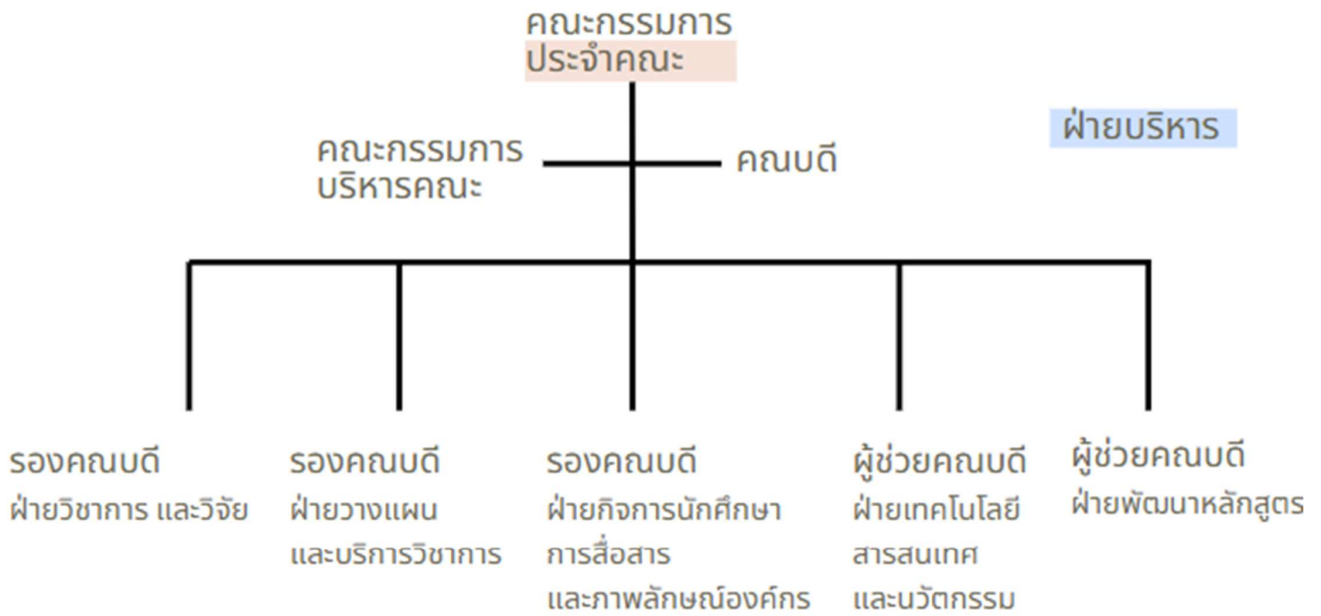 คณะกรรมการ
ประจำคณะ
ฝ่ายบริหาร
คณะกรรมการ
บริหารคณะ
คณบดี
รองคณบดี
ฝ่ายวิชาการ และวิจัย
รองคณบดี
ฝ่ายวางแผน
และบริการวิชาการ
รองคณบดี
ฝ่ายกิจการนักศึกษา
การสื่อสาร
และภาพลักษณ์องค์กร
ผู้ช่วยคณบดี
ฝ่ายเทคโนโลยี
สารสนเทศ
และนวัตกรรม
ผู้ช่วยคณบดี
ฝ่ายพัฒนาหลักสูตร